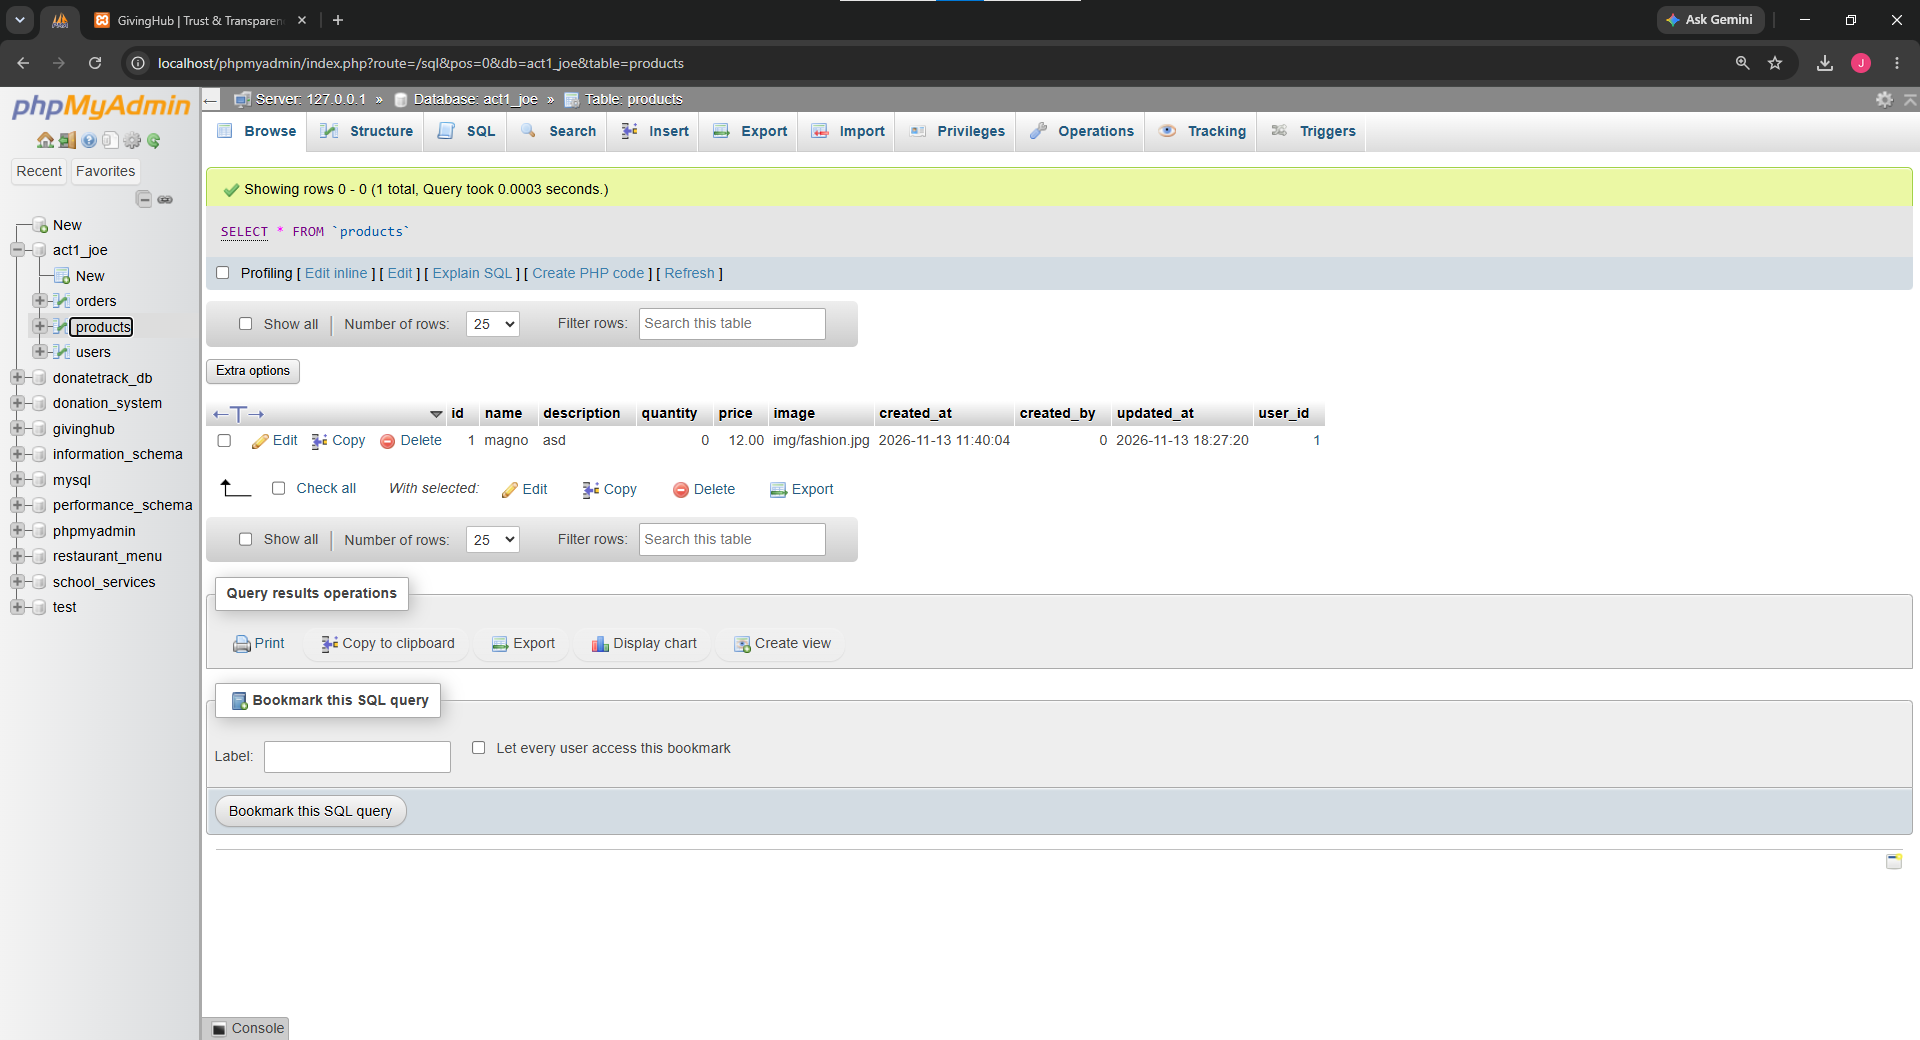 GivingHub | Trust & Transparen
Ask Gemini
localhost/phpmyadmin/index.php?route=/sql&pos=0&db=act1_joe&table=products
J
phpMyAdmin
Recent
Favorites
New
act1_joe
New
orders
products
users
donatetrack_db
donation_system
givinghub
information_schema
mysql
performance_schema
phpmyadmin
restaurant_menu
school_services
test
Server: 127.0.0.1 » Database: act1_joe » Table: products
Browse Structure SQL Search Insert Export Import Privileges Operations Tracking Triggers
Showing rows 0 - 0 (1 total, Query took 0.0003 seconds.)
SELECT * FROM `products`
Profiling [ Edit inline ] [ Edit ] [ Explain SQL ] [ Create PHP code ] [ Refresh ]
Show all | Number of rows: 25 Filter rows: Search this table
Extra options
id name description quantity price image created_at created_by updated_at user_id
Edit Copy Delete 1 magno asd 0 12.00 img/fashion.jpg 2026-11-13 11:40:04 0 2026-11-13 18:27:20 1
Check all With selected: Edit Copy Delete Export
Show all | Number of rows: 25 Filter rows: Search this table
Query results operations
Print Copy to clipboard Export Display chart Create view
Bookmark this SQL query
Label: Let every user access this bookmark
Bookmark this SQL query
Console